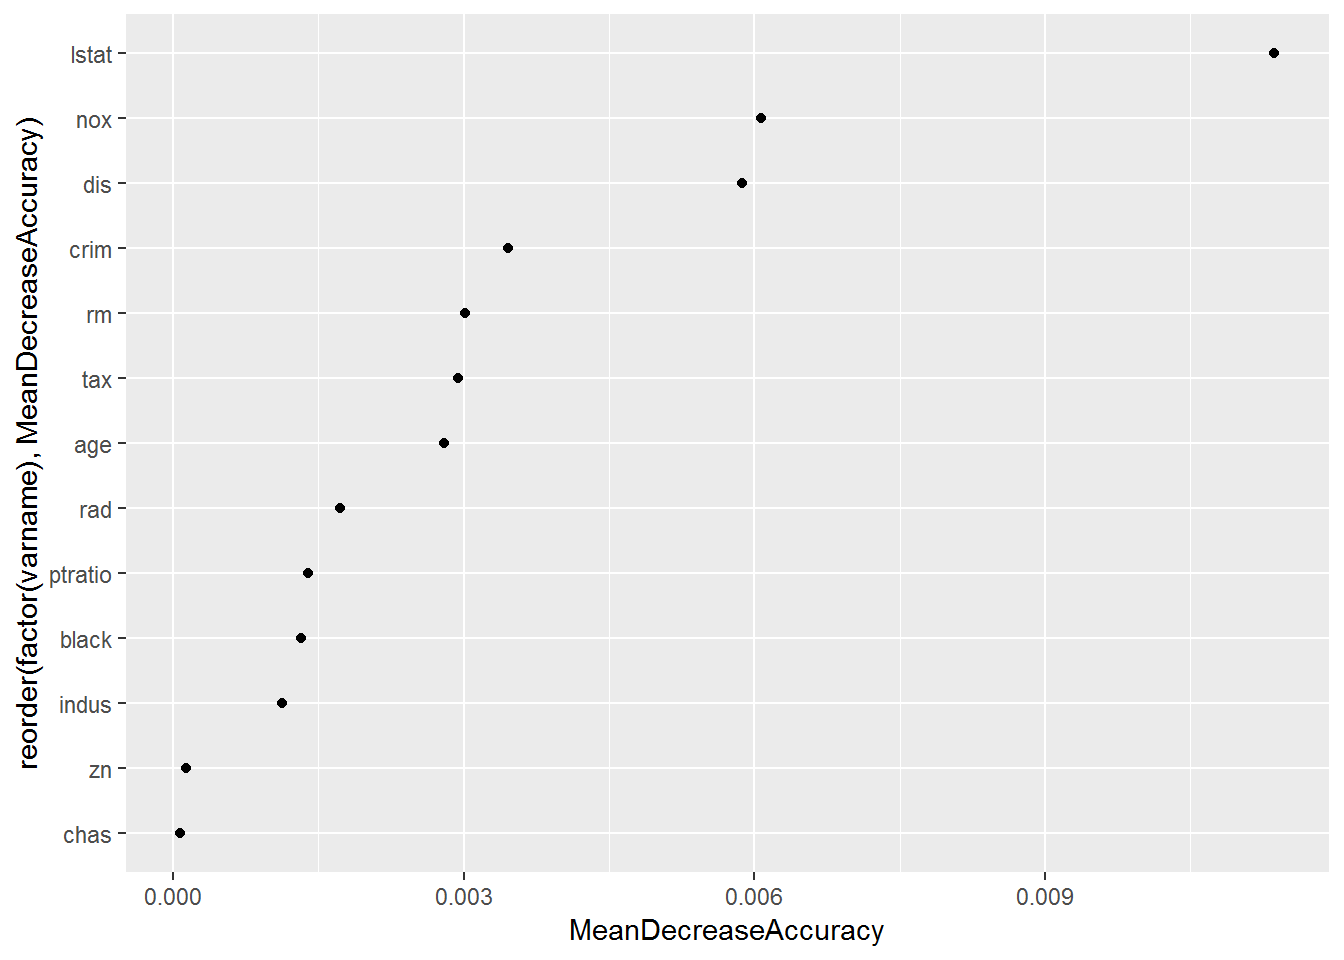 reorder(factor(varname), MeanDecreaseAccuracy)
lstat
nox
dis
crim
rm
tax
age
rad
ptratio
black
indus
zn
chas
0.000 0.003 0.006 0.009
MeanDecreaseAccuracy